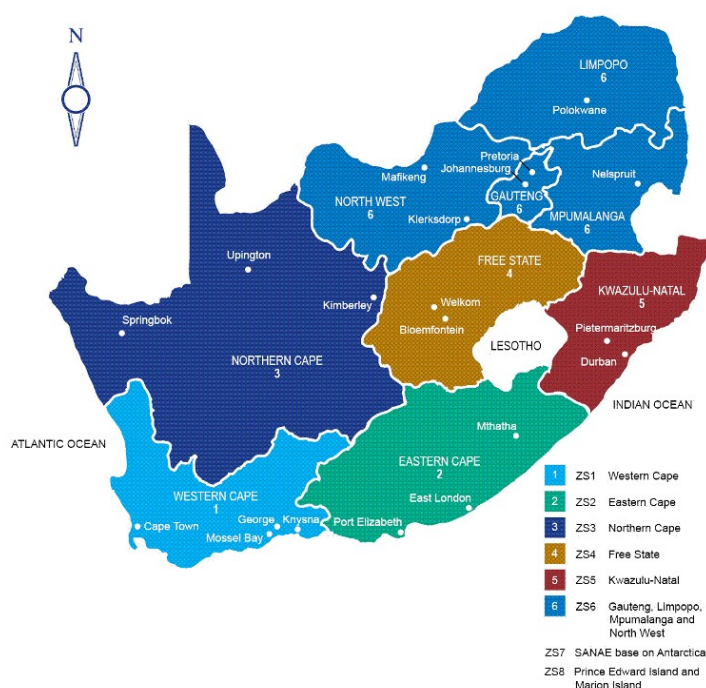 N
LIMPOPO
6
Polokwane
Pretoria
Johannesburg
Mafikeng
Nelspruit
NORTH WEST
6
GAUTENG
6
MPUMALANGA
6
Klerksdorp
FREE STATE
4
Upington
KWAZULU-NATAL
5
Kimberley
Welkom
Bloemfontein
Springbok
Pietermaritzburg
LESOTHO
Durban
NORTHERN CAPE
3
INDIAN OCEAN
ATLANTIC OCEAN
Mthatha
EASTERN CAPE
2
WESTERN CAPE
1
East London
Cape Town
George
Knysna
Port Elizabeth
Mossel Bay
1 ZS1 Western Cape
2 ZS2 Eastern Cape
3 ZS3 Northern Cape
4 ZS4 Free State
5 ZS5 Kwazulu-Natal
6 ZS6 Gauteng, Limpopo,
Mpumalanga and
North West
ZS7 SANAE base on Antarctica
ZS8 Prince Edward Island and
Marion Island